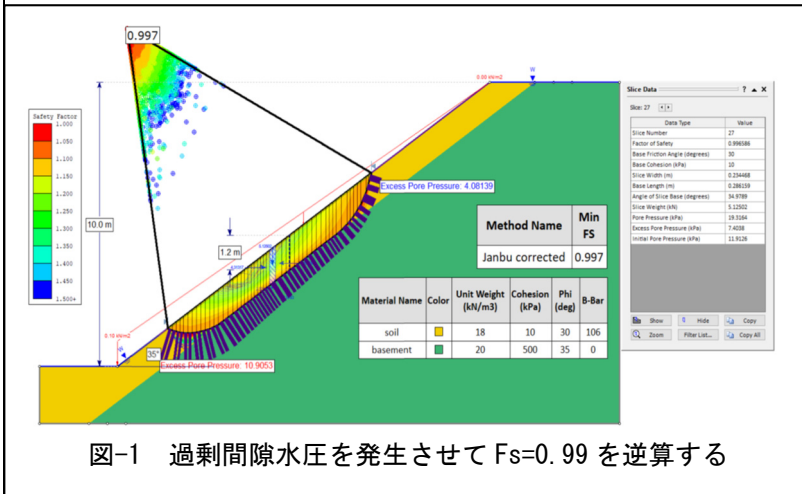 0.997
Safety Factor
1.000
1.050
1.100
1.150
1.200
1.250
1.300
1.350
1.400
1.450
1.500+
10.0 m
1.2 m
35°
0.00 kN/m2
0.10 kN/m2
W
Excess Pore Pressure: 4.08139
Excess Pore Pressure: 10.9053
Method Name Min FS
Janbu corrected 0.997
Material Name Color Unit Weight (kN/m3) Cohesion (kPa) Phi (deg) B-Bar
soil 18 10 30 106
basement 20 500 35 0
Slice Data ? ▲ X
Slice: 27
Data Type Value
Slice Number 27
Factor of Safety 0.996586
Base Friction Angle (degrees) 30
Base Cohesion (kPa) 10
Slice Width (m) 0.234468
Base Length (m) 0.286159
Angle of Slice Base (degrees) 34.9789
Slice Weight (kN) 5.12502
Pore Pressure (kPa) 19.3164
Excess Pore Pressure (kPa) 7.4038
Initial Pore Pressure (kPa) 11.9126
Show Hide Copy
Zoom Filter List... Copy All
図-1 過剰間隙水圧を発生させて Fs=0.99 を逆算する